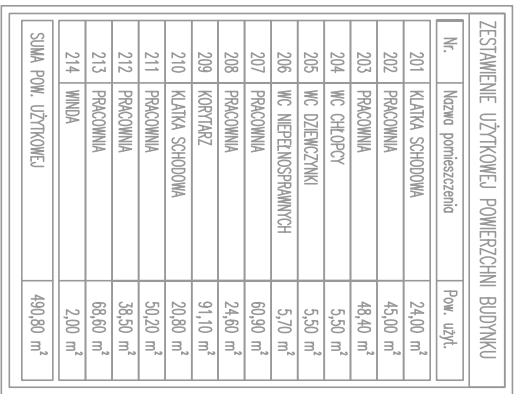 ZESTAWIENIE UŻYTKOWEJ POWIERZCHNI BUDYNKU
Nr. Nazwa pomieszczenia Pow. użyt.
201 KLATKA SCHODOWA 24,00 m²
202 PRACOWNIA 45,00 m²
203 PRACOWNIA 48,40 m²
204 WC CHŁOPCY 5,50 m²
205 WC DZIEWCZYNKI 5,50 m²
206 WC NIEPEŁNOSPRAWNYCH 5,70 m²
207 PRACOWNIA 60,90 m²
208 PRACOWNIA 24,60 m²
209 KORYTARZ 91,10 m²
210 KLATKA SCHODOWA 20,80 m²
211 PRACOWNIA 50,20 m²
212 PRACOWNIA 38,50 m²
213 PRACOWNIA 68,60 m²
214 WINDA 2,00 m²
SUMA POW. UŻYTKOWEJ 490,80 m²